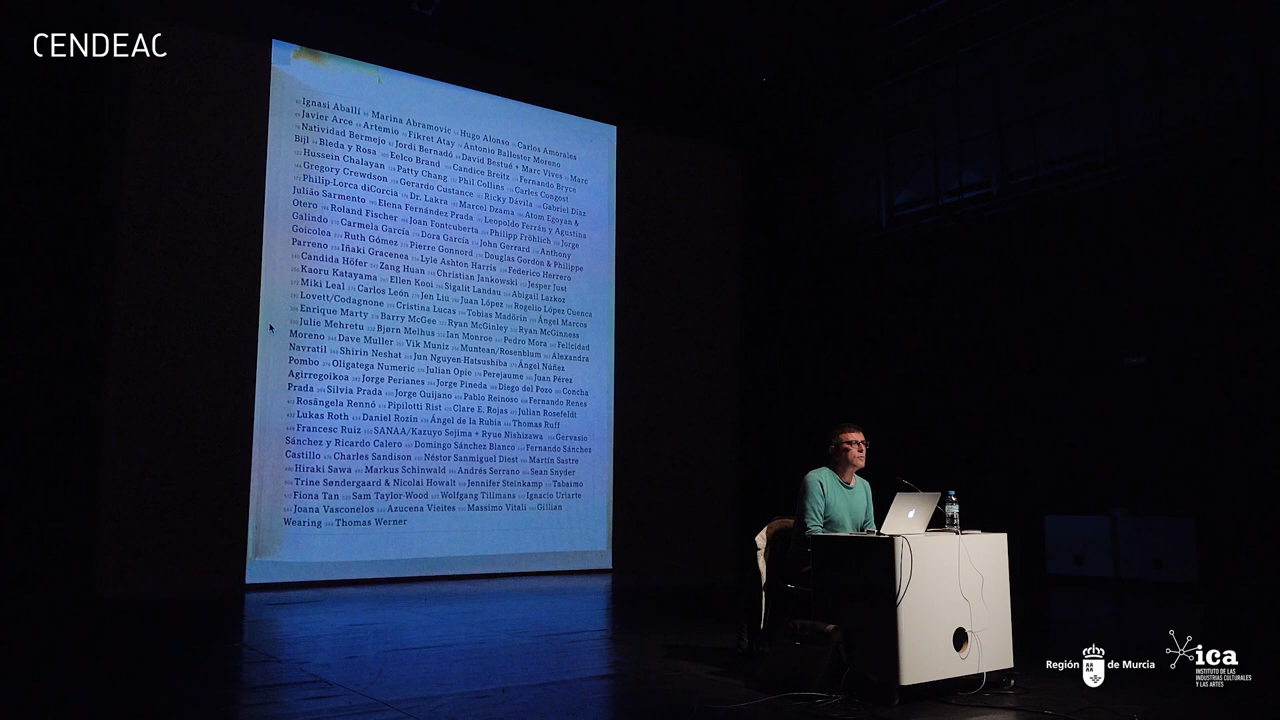 CENDEAC
Ignasi Aballí Marina Abramovic Hugo Alonso Carlos Amorales
Javier Arce Artemio Fikret Atay Antonio Ballester Moreno
Natividad Bermejo Jordi Bernadó David Bestué + Marc Vives Marc
Bijl Bleda y Rosa Eelco Brand Candice Breitz Fernando Bryce
Hussein Chalayan Patty Chang Phil Collins Carles Congost
Gregory Crewdson Gerardo Custance Ricky Dávila Gabriel Díaz
Philip-Lorca diCorcia Dr. Lakra Marcel Dzama Atom Egoyan &
Julião Sarmento Elena Fernández Prada Leopoldo Ferrán y Agustina
Otero Roland Fischer Joan Fontcuberta Philipp Fröhlich Jorge
Galindo Carmela García Dora García John Gerrard Anthony
Goicolea Ruth Gómez Pierre Gonnord Douglas Gordon & Philippe
Parreno Iñaki Gracenea Lyle Ashton Harris Federico Herrero
Candida Höfer Zang Huan Christian Jankowski Jesper Just
Kaoru Katayama Ellen Kooi Sigalit Landau Abigail Lazkoz
Miki Leal Carlos León Jen Liu Juan López Rogelio López Cuenca
Lovett/Codagnone Cristina Lucas Tobias Madörin Ángel Marcos
Enrique Marty Barry McGee Ryan McGinley Ryan McGinness
Julie Mehretu Bjørn Melhus Ian Monroe Pedro Mora Felicidad
Moreno Dave Muller Vik Muniz Muntean/Rosenblum Alexandra
Navratil Shirin Neshat Jun Nguyen-Hatsushiba Ángel Núñez
Pombo Oligatega Numeric Julian Opie Perejaume Juan Pérez
Agirregoikoa Jorge Perianes Jorge Pineda Diego del Pozo Concha
Prada Silvia Prada Jorge Quijano Pablo Reinoso Fernando Renes
Rosângela Rennó Pipilotti Rist Clare E. Rojas Julian Rosefeldt
Lukas Roth Daniel Rozin Ángel de la Rubia Thomas Ruff
Francesc Ruiz SANAA/Kazuyo Sejima + Ryue Nishizawa Gervasio
Sánchez y Ricardo Calero Domingo Sánchez Blanco Fernando Sánchez
Castillo Charles Sandison Néstor Sanmiguel Diest Martín Sastre
Hiraki Sawa Markus Schinwald Andrés Serrano Sean Snyder
Trine Søndergaard & Nicolai Howalt Jennifer Steinkamp Tabaimo
Fiona Tan Sam Taylor-Wood Wolfgang Tillmans Ignacio Uriarte
Joana Vasconcelos Azucena Vieites Massimo Vitali Gillian
Wearing Thomas Werner
Región de Murcia
ica
INSTITUTO DE LAS
INDUSTRIAS CULTURALES
Y LAS ARTES